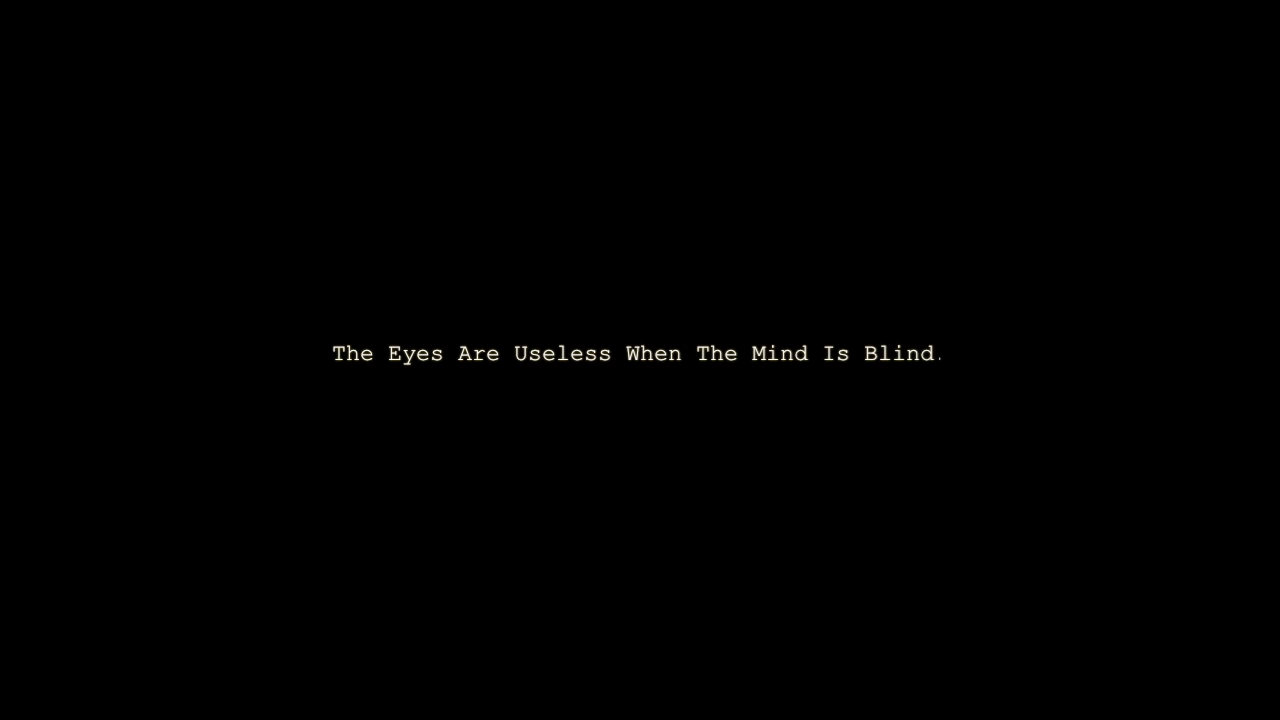 The Eyes Are Useless When The Mind Is Blind.